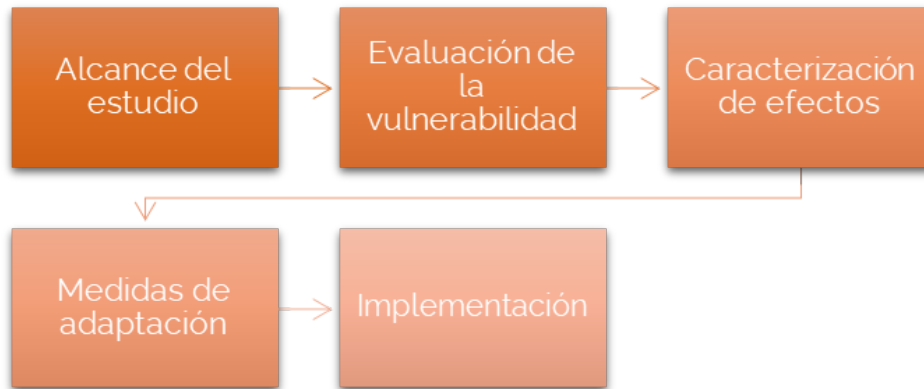 Alcance del
estudio
Evaluación de
la
vulnerabilidad
Caracterización
de efectos
Medidas de
adaptación
Implementación